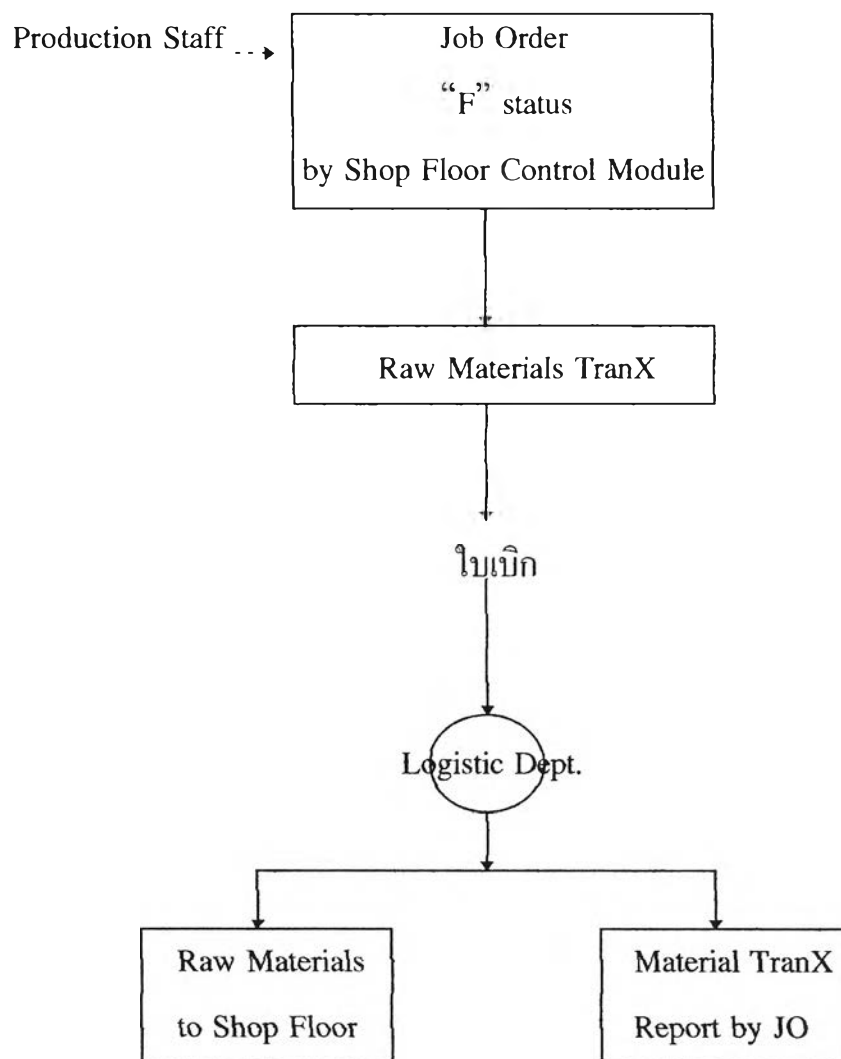 Production Staff
Job Order
“F” status
by Shop Floor Control Module
Raw Materials TranX
ใบเบิก
Logistic Dept.
Raw Materials
to Shop Floor
Material TranX
Report by JO